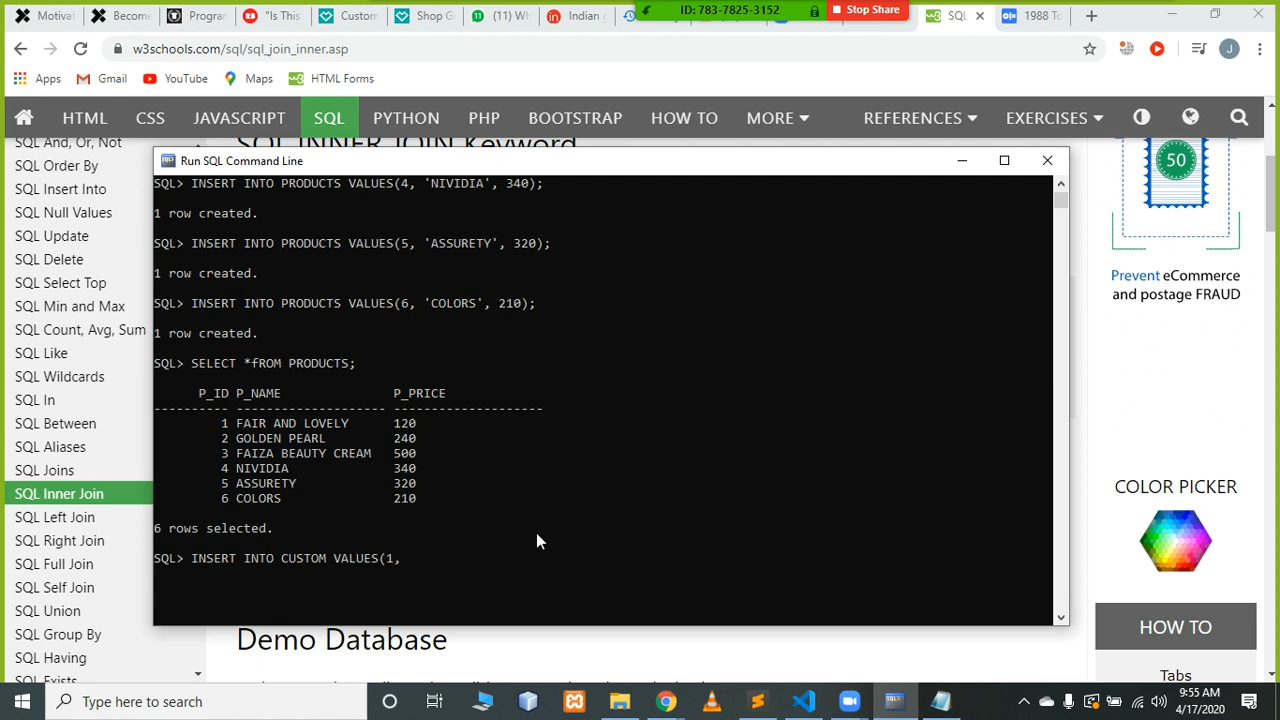 Motivat
Become
Progran
"Is This
Custom
Shop G
(11) Wh
Indian g
ID: 783-7825-3152
Stop Share
SQL
1988 To
w3schools.com/sql/sql_join_inner.asp
J
Apps
Gmail
YouTube
Maps
HTML Forms
HTML
CSS
JAVASCRIPT
SQL
PYTHON
PHP
BOOTSTRAP
HOW TO
MORE
REFERENCES
EXERCISES
SQL And, Or, Not
SQL Order By
SQL Insert Into
SQL Null Values
SQL Update
SQL Delete
SQL Select Top
SQL Min and Max
SQL Count, Avg, Sum
SQL Like
SQL Wildcards
SQL In
SQL Between
SQL Aliases
SQL Joins
SQL Inner Join
SQL Left Join
SQL Right Join
SQL Full Join
SQL Self Join
SQL Union
SQL Group By
SQL Having
SQL Exists
SQL INNER JOIN Keyword
Run SQL Command Line
SQL> INSERT INTO PRODUCTS VALUES(4, 'NIVIDIA', 340);
1 row created.
SQL> INSERT INTO PRODUCTS VALUES(5, 'ASSURETY', 320);
1 row created.
SQL> INSERT INTO PRODUCTS VALUES(6, 'COLORS', 210);
1 row created.
SQL> SELECT *fROM PRODUCTS;
P_ID P_NAME P_PRICE
---------- -------------------- --------------------
1 FAIR AND LOVELY 120
2 GOLDEN PEARL 240
3 FAIZA BEAUTY CREAM 500
4 NIVIDIA 340
5 ASSURETY 320
6 COLORS 210
6 rows selected.
SQL> INSERT INTO CUSTOM VALUES(1,
Demo Database
50
Prevent eCommerce
and postage FRAUD
COLOR PICKER
HOW TO
Tabs
Type here to search
9:55 AM
4/17/2020